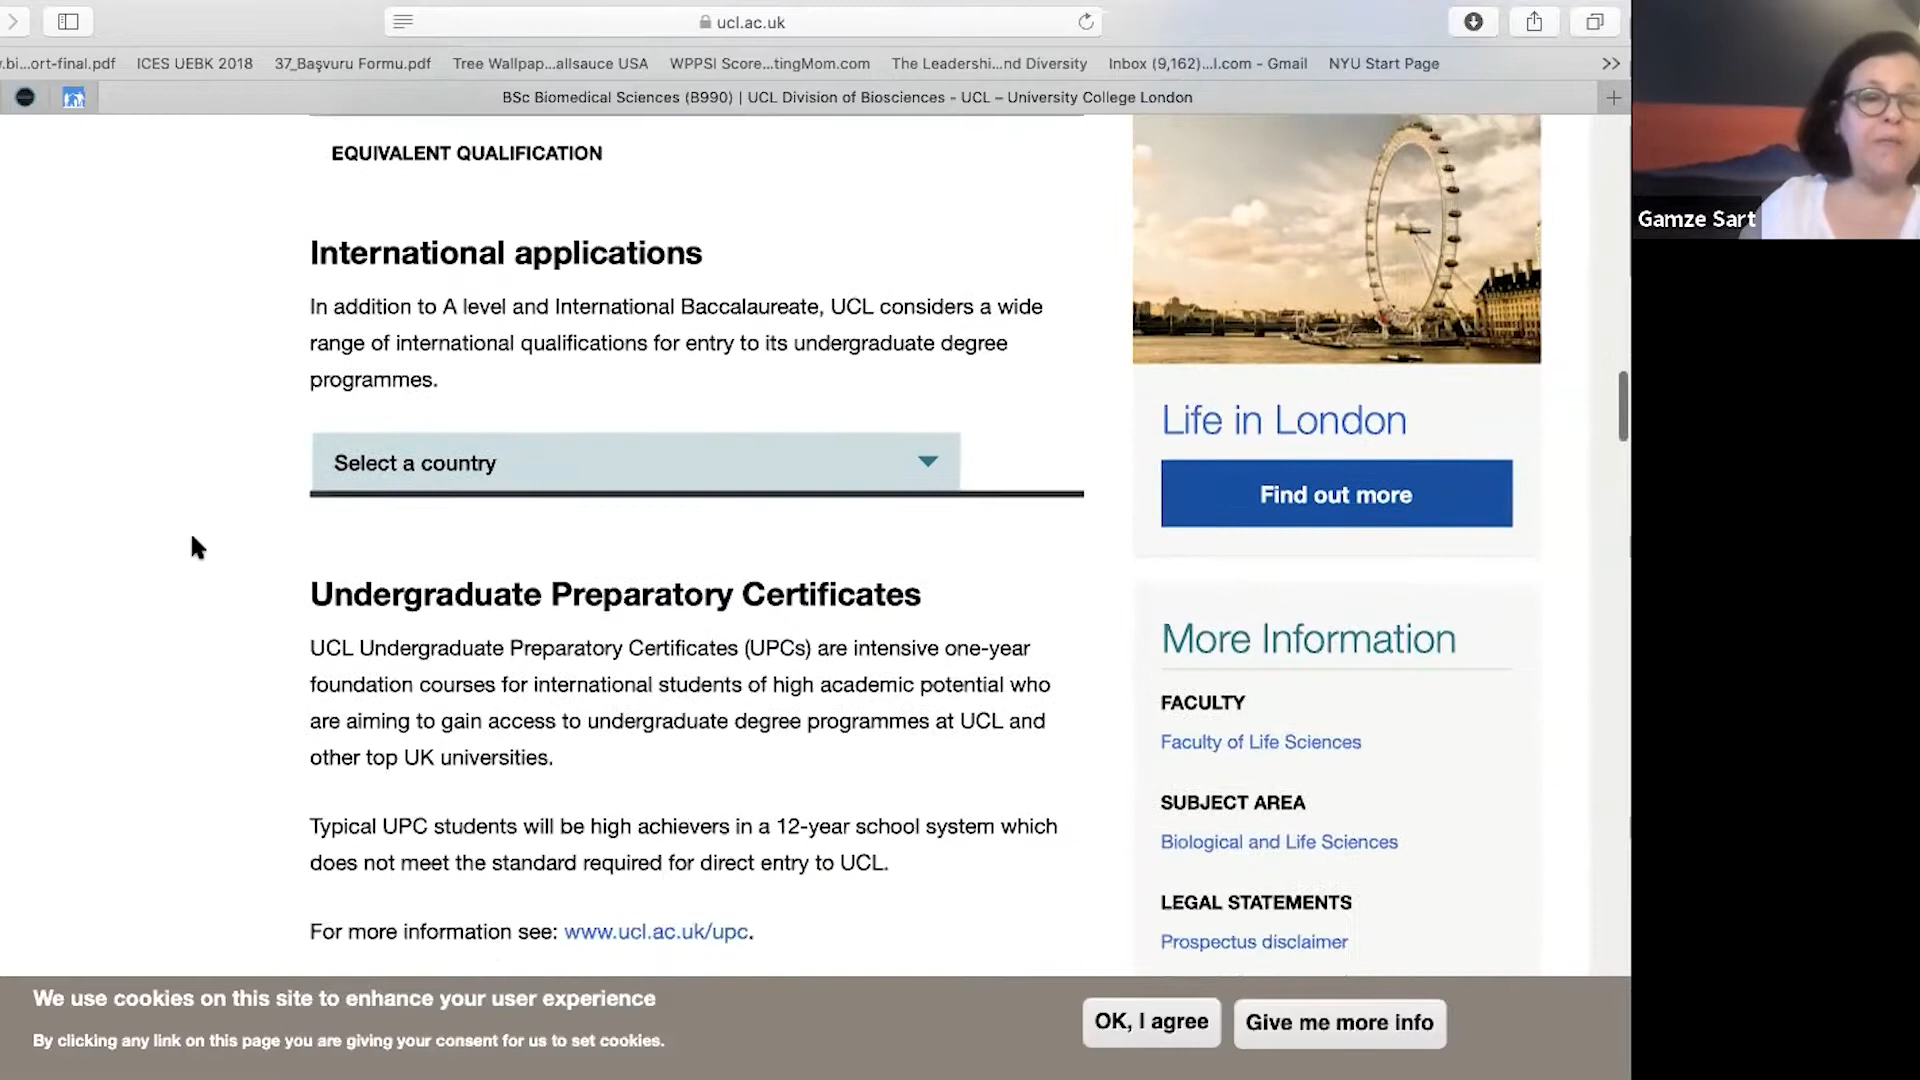 ucl.ac.uk
.bi...ort-final.pdf ICES UEBK 2018 37_Başvuru Formu.pdf Tree Wallpap...allsauce USA WPPSI Score...tingMom.com The Leadershi...nd Diversity Inbox (9,162)...l.com - Gmail NYU Start Page
BSc Biomedical Sciences (B990) | UCL Division of Biosciences - UCL – University College London
EQUIVALENT QUALIFICATION
International applications
In addition to A level and International Baccalaureate, UCL considers a wide
range of international qualifications for entry to its undergraduate degree
programmes.
Select a country
Undergraduate Preparatory Certificates
UCL Undergraduate Preparatory Certificates (UPCs) are intensive one-year
foundation courses for international students of high academic potential who
are aiming to gain access to undergraduate degree programmes at UCL and
other top UK universities.
Typical UPC students will be high achievers in a 12-year school system which
does not meet the standard required for direct entry to UCL.
For more information see: www.ucl.ac.uk/upc.
Life in London
Find out more
More Information
FACULTY
Faculty of Life Sciences
SUBJECT AREA
Biological and Life Sciences
LEGAL STATEMENTS
Prospectus disclaimer
We use cookies on this site to enhance your user experience
By clicking any link on this page you are giving your consent for us to set cookies.
OK, I agree
Give me more info
Gamze Sart